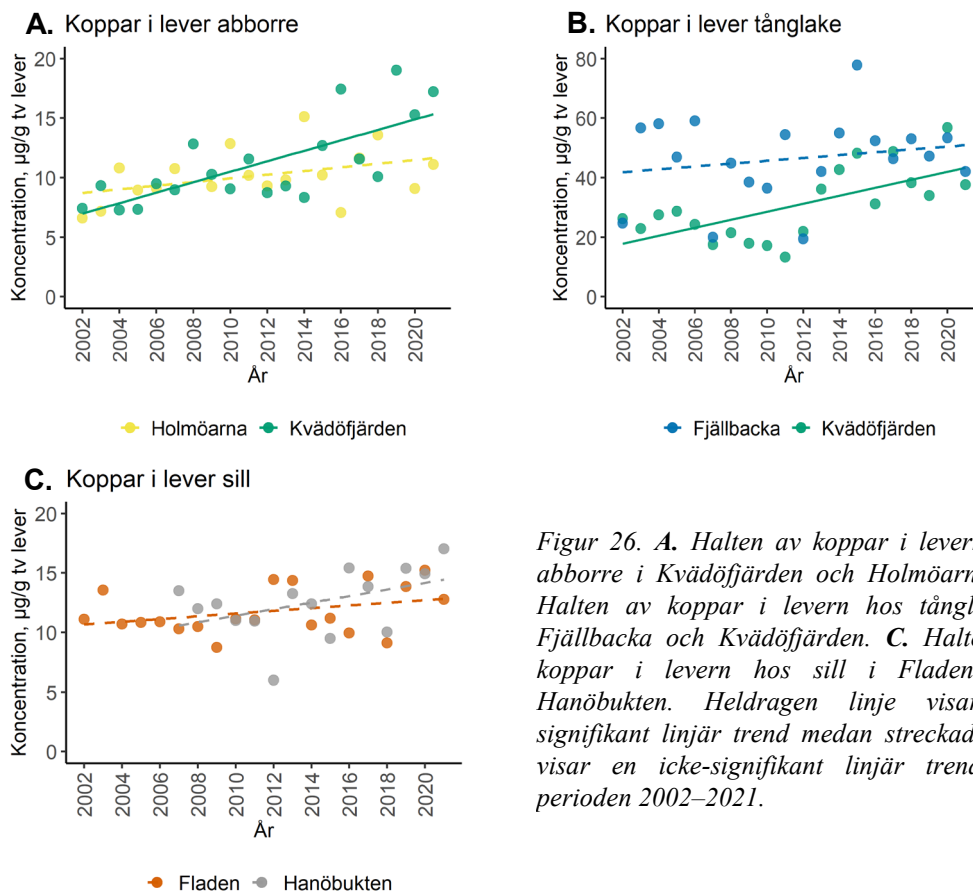 A. Koppar i lever abborre
Koncentration, µg/g tv lever
20
15
10
5
0
2002
2004
2006
2008
2010
2012
2014
2016
2018
2020
År
Holmöarna Kvädöfjärden
B. Koppar i lever tånglake
Koncentration, µg/g tv lever
80
60
40
20
0
2002
2004
2006
2008
2010
2012
2014
2016
2018
2020
År
Fjällbacka Kvädöfjärden
C. Koppar i lever sill
Koncentration, µg/g tv lever
20
15
10
5
0
2002
2004
2006
2008
2010
2012
2014
2016
2018
2020
År
Fladen Hanöbukten
Figur 26. A. Halten av koppar i levern
abborre i Kvädöfjärden och Holmöarn
Halten av koppar i levern hos tångl
Fjällbacka och Kvädöfjärden. C. Halte
koppar i levern hos sill i Fladen
Hanöbukten. Heldragen linje visar
signifikant linjär trend medan streckad
visar en icke-signifikant linjär trend
perioden 2002–2021.